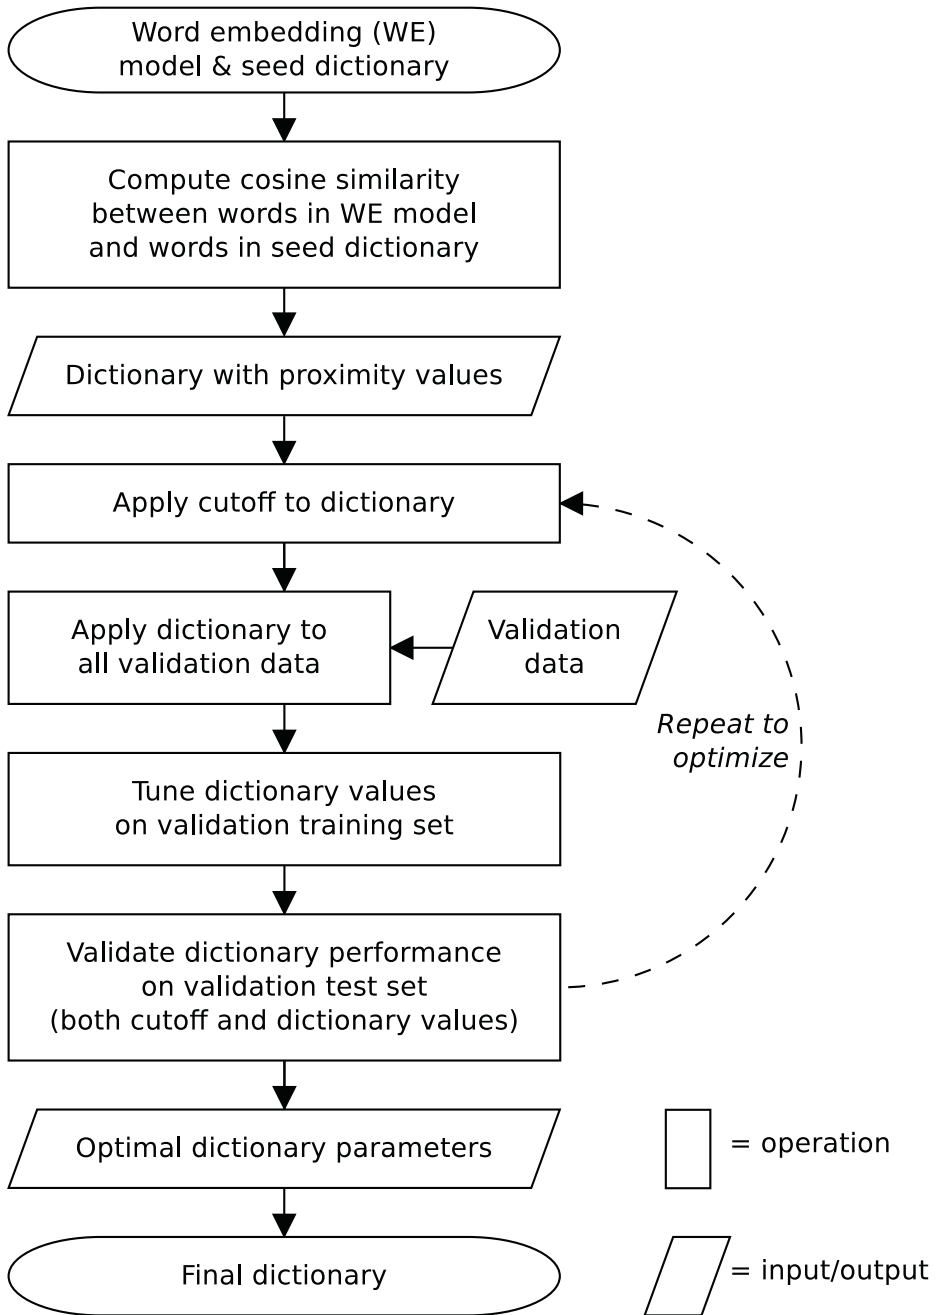 Word embedding (WE)
model & seed dictionary
Compute cosine similarity
between words in WE model
and words in seed dictionary
Dictionary with proximity values
Apply cutoff to dictionary
Apply dictionary to
all validation data
Validation
data
Repeat to
optimize
Tune dictionary values
on validation training set
Validate dictionary performance
on validation test set
(both cutoff and dictionary values)
Optimal dictionary parameters
= operation
Final dictionary
= input/output